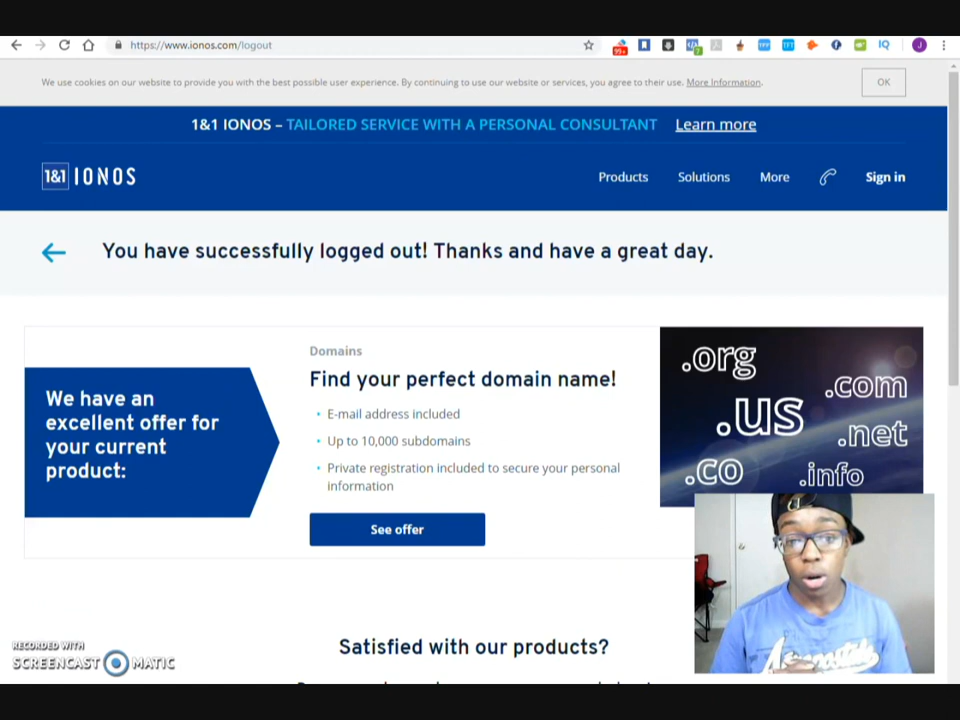 https://www.ionos.com/logout
99+
7
TFT
TFT
IQ
J
We use cookies on our website to provide you with the best possible user experience. By continuing to use our website or services, you agree to their use. More Information.
OK
1&1 IONOS – TAILORED SERVICE WITH A PERSONAL CONSULTANT Learn more
1&1 IONOS
Products
Solutions
More
Sign in
You have successfully logged out! Thanks and have a great day.
We have an
excellent offer for
your current
product:
Domains
Find your perfect domain name!
• E-mail address included
• Up to 10,000 subdomains
• Private registration included to secure your personal
information
See offer
.org
.com
.us
.net
.co
.info
RECORDED WITH
SCREENCAST MATIC
Satisfied with our products?